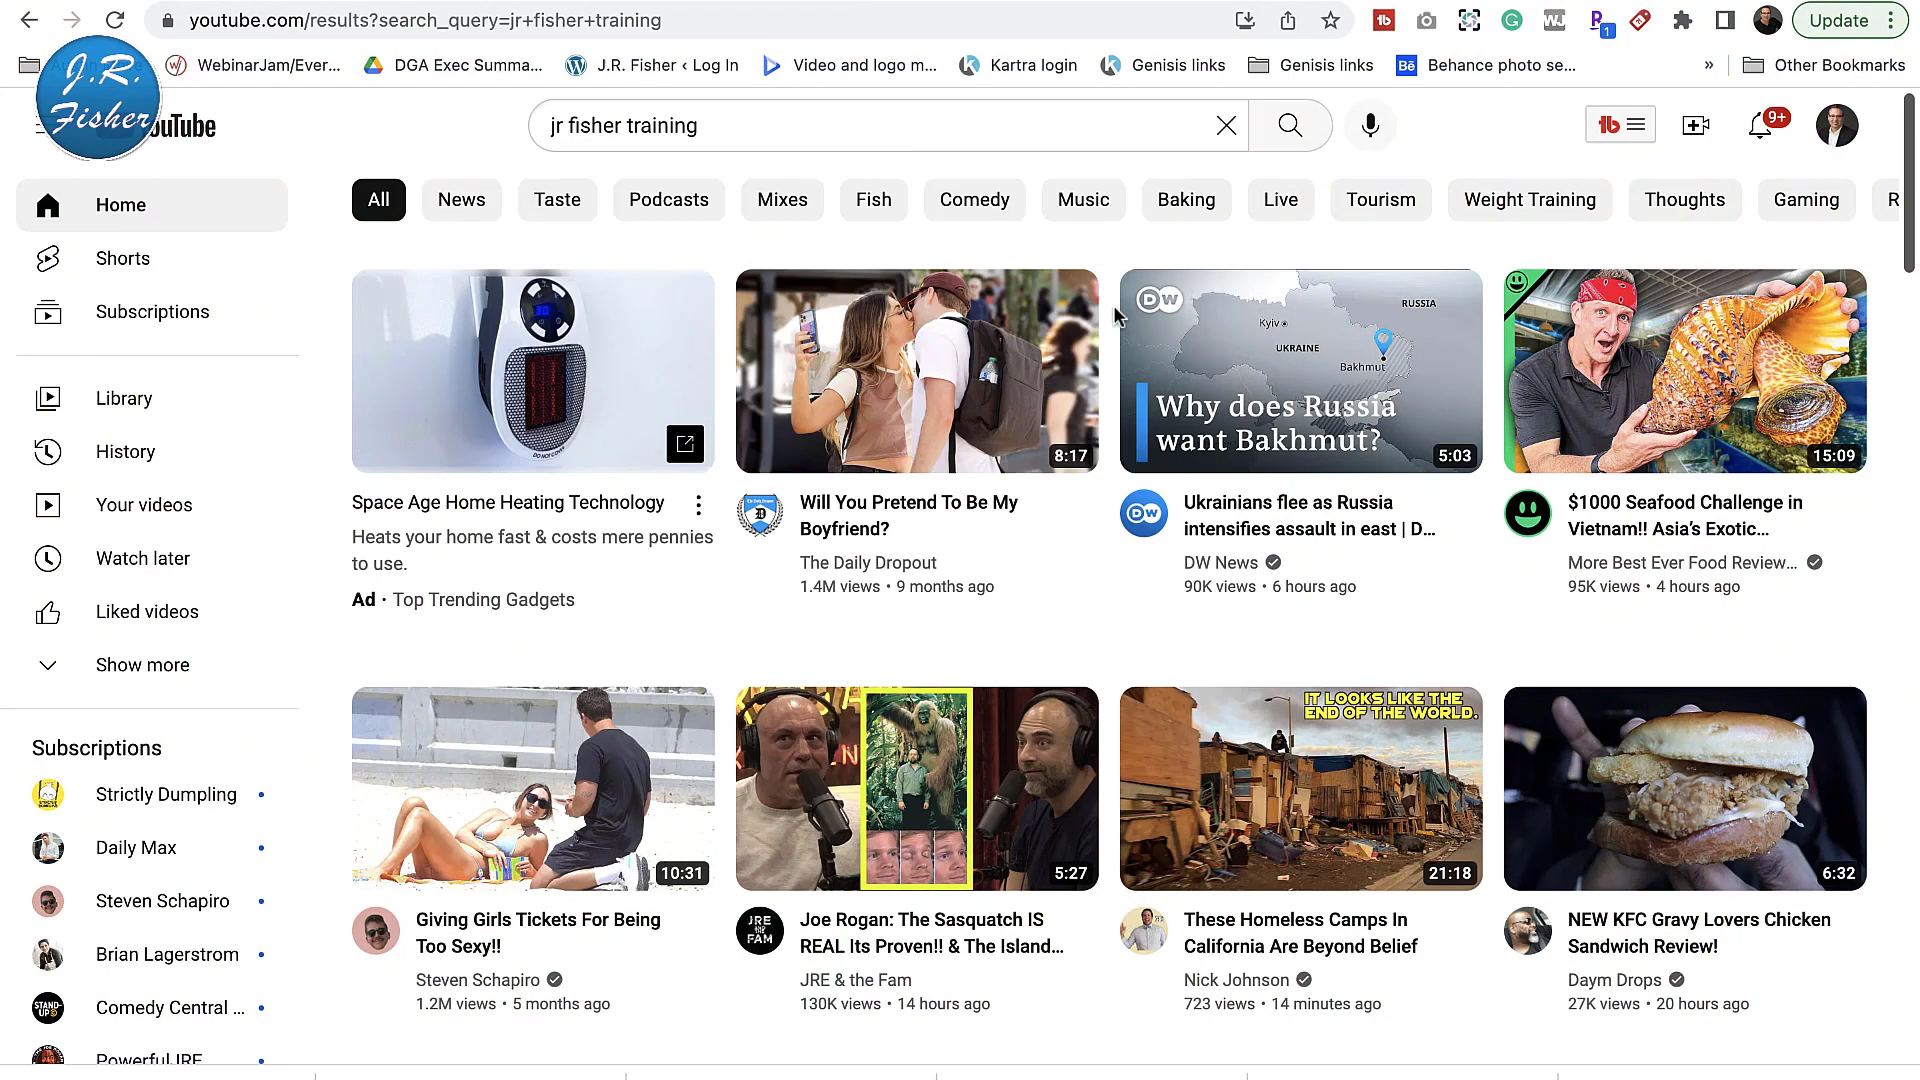 youtube.com/results?search_query=jr+fisher+training
Update
1
WebinarJam/Ever...
DGA Exec Summa...
J.R. Fisher ‹ Log In
Video and logo m...
Kartra login
Genisis links
Genisis links
Bē
Behance photo se...
»
Other Bookmarks
J.R.
Fisher
ouTube
jr fisher training
9+
Home
Shorts
Subscriptions
Library
History
Your videos
Watch later
Liked videos
Show more
Subscriptions
Strictly Dumpling
Daily Max
Steven Schapiro
Brian Lagerstrom
Comedy Central ...
PowerfulJRE
All
News
Taste
Podcasts
Mixes
Fish
Comedy
Music
Baking
Live
Tourism
Weight Training
Thoughts
Gaming
R
DO NOT COVER
Space Age Home Heating Technology
Heats your home fast & costs mere pennies
to use.
Ad • Top Trending Gadgets
8:17
Will You Pretend To Be My
Boyfriend?
The Daily Dropout
1.4M views • 9 months ago
DW
RUSSIA
Kyiv
UKRAINE
Bakhmut
Why does Russia
want Bakhmut?
5:03
DW
Ukrainians flee as Russia
intensifies assault in east | D...
DW News
90K views • 6 hours ago
15:09
$1000 Seafood Challenge in
Vietnam!! Asia’s Exotic...
More Best Ever Food Review...
95K views • 4 hours ago
10:31
Giving Girls Tickets For Being
Too Sexy!!
Steven Schapiro
1.2M views • 5 months ago
5:27
JRE
FAM
Joe Rogan: The Sasquatch IS
REAL Its Proven!! & The Island...
JRE & the Fam
130K views • 14 hours ago
IT LOOKS LIKE THE
END OF THE WORLD.
21:18
These Homeless Camps In
California Are Beyond Belief
Nick Johnson
723 views • 14 minutes ago
6:32
NEW KFC Gravy Lovers Chicken
Sandwich Review!
Daym Drops
27K views • 20 hours ago